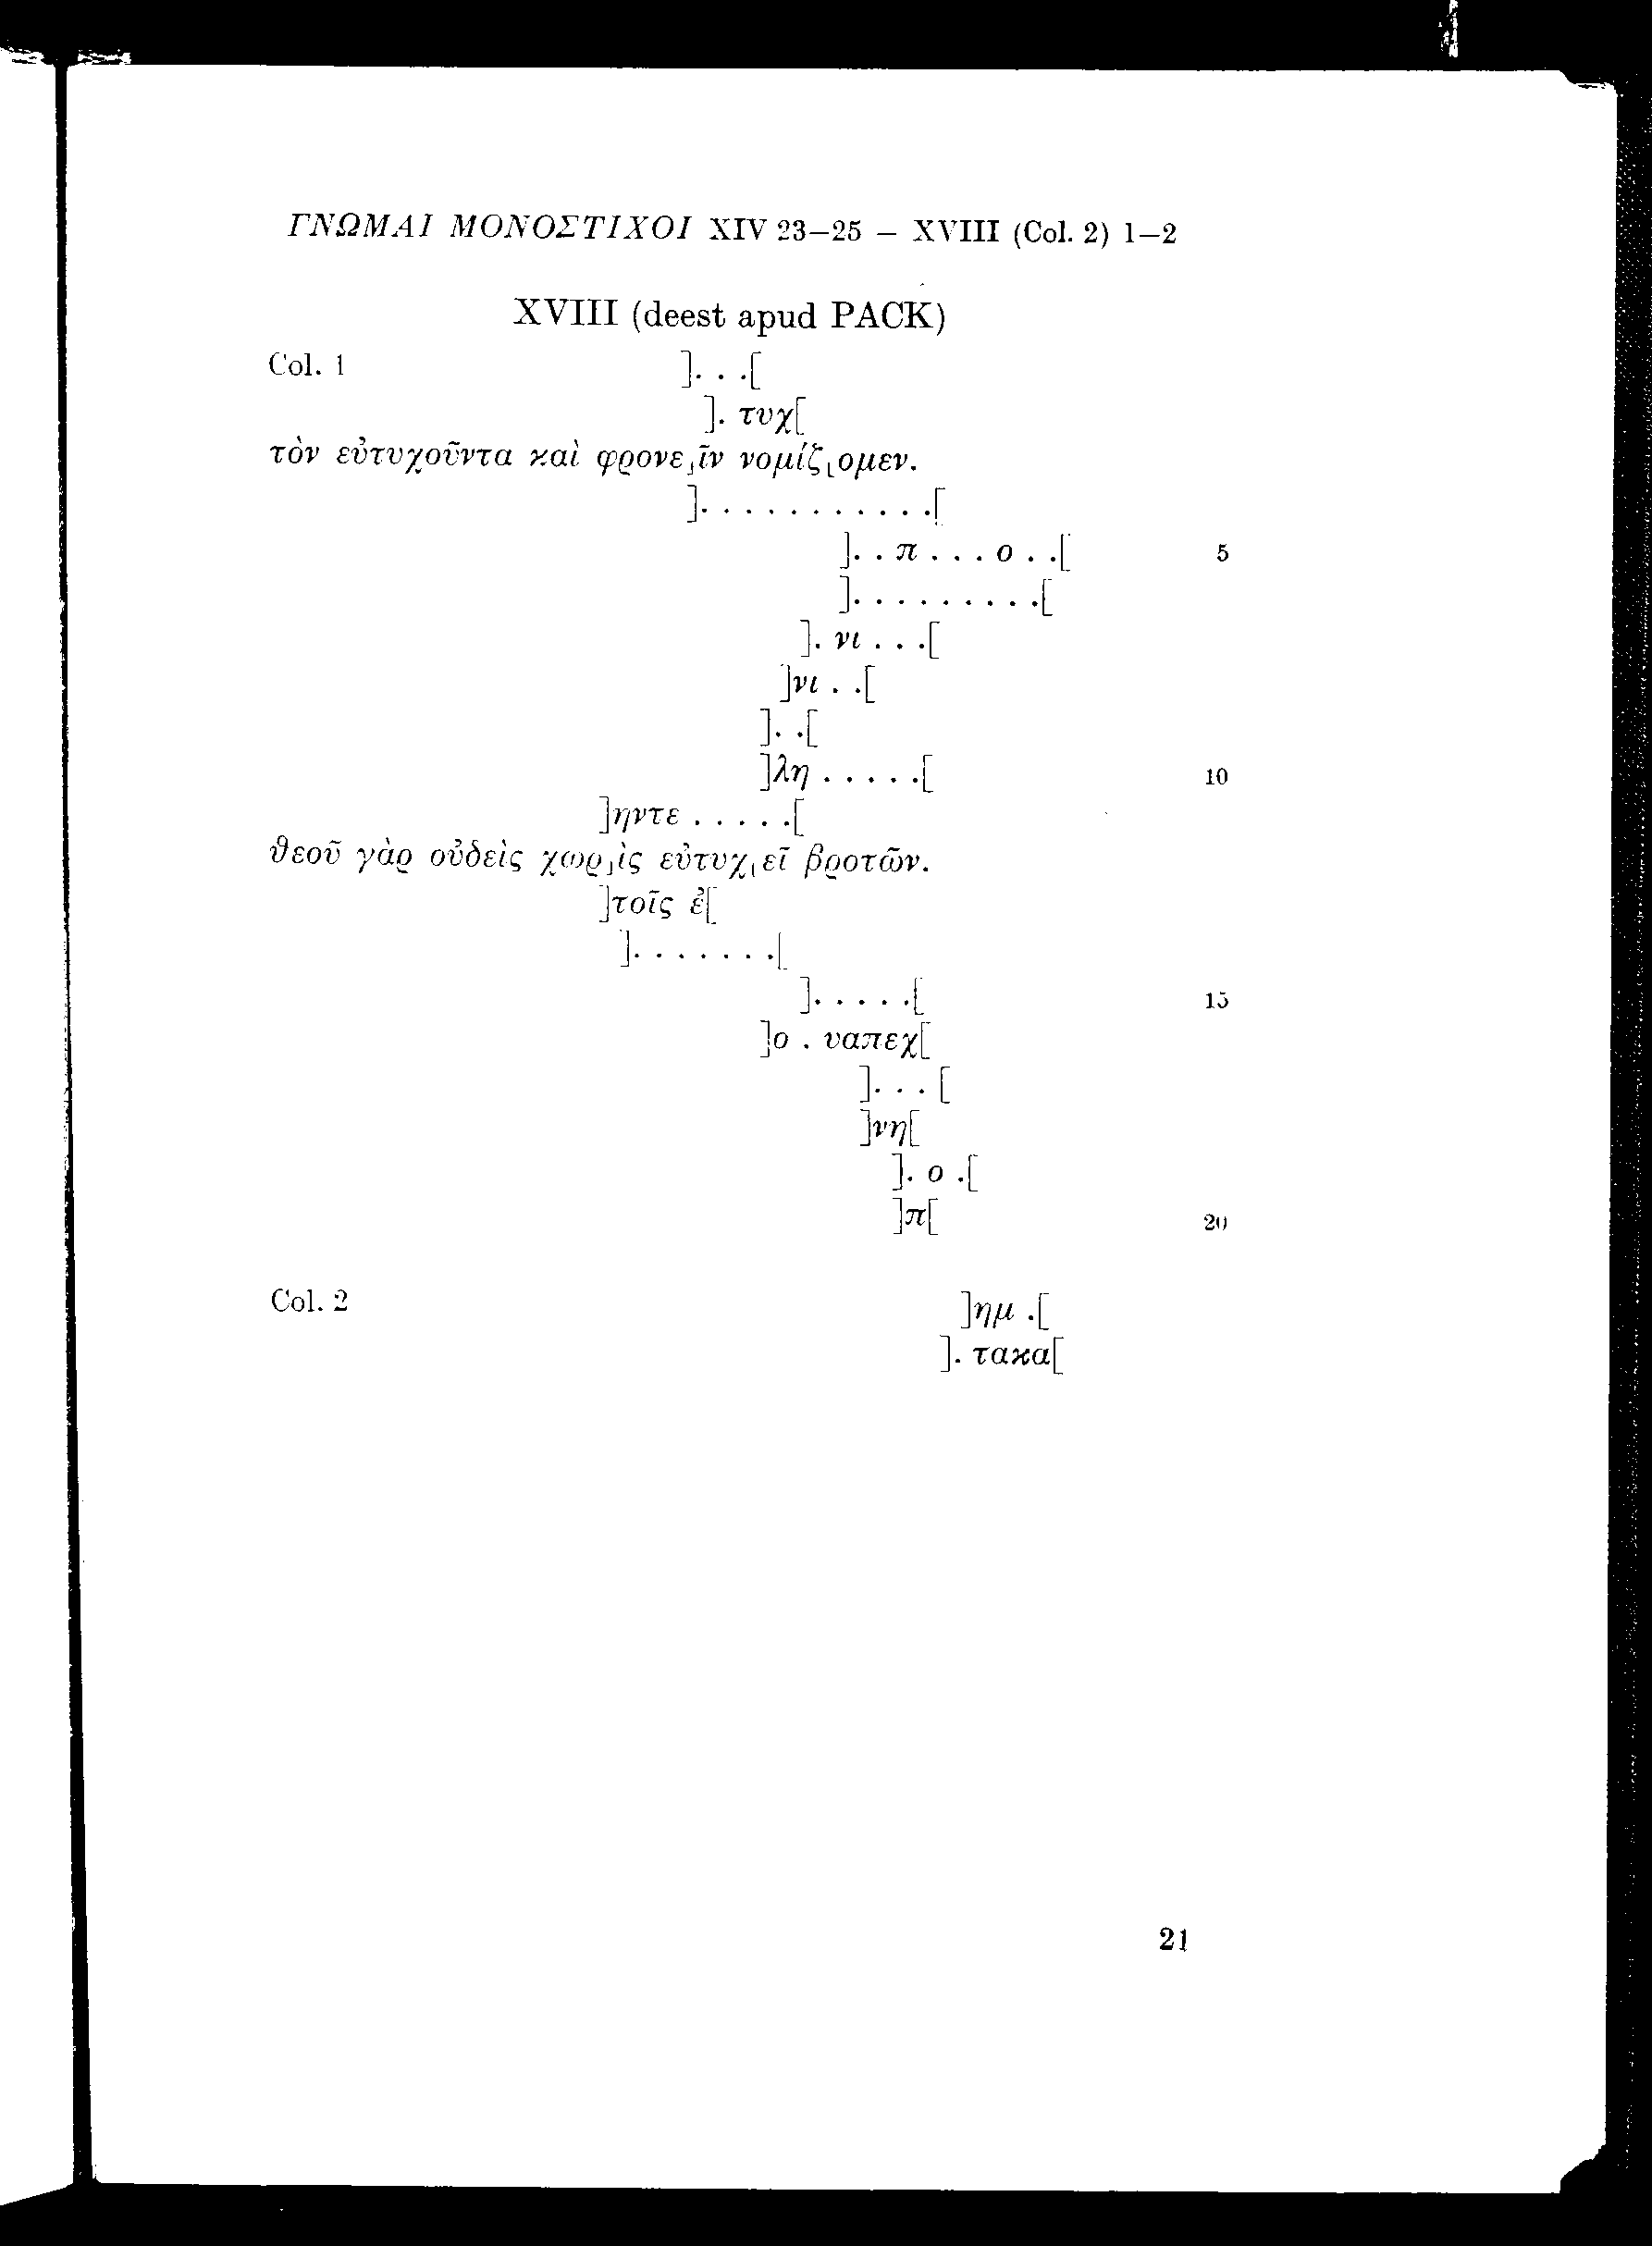 ΓΝΩΜΑΙ ΜΟΝΟΣΤΙΧΟΙ XIV 23–25 – XVIII (Col. 2) 1–2
XVIII (deest apud PACK)
Col. 1 ]. . .[
]. τυχ[
τὸν εὐτυχοῦντα καὶ φρονε⌟ῖν νομίζ⌞ομεν.
]. . . . . . . . . . .[
]. . π . . . ο . .[ 5
]. . . . . . . . .[
]. νι . . .[
]νι . .[
]. .[
]λη . . . . .[ 10
]ηντε . . . . .[
θεοῦ γὰρ οὐδεὶς χωρ⌟ὶς εὐτυχ⌞εῖ βροτῶν.
]τοῖς ἐ[
]. . . . . . .[
]. . . . .[ 15
]ο . υαπεχ[
]. . . [
]νη[
]. ο .[
]π[ 20
Col. 2 ]ημ .[
]. τακα[
21